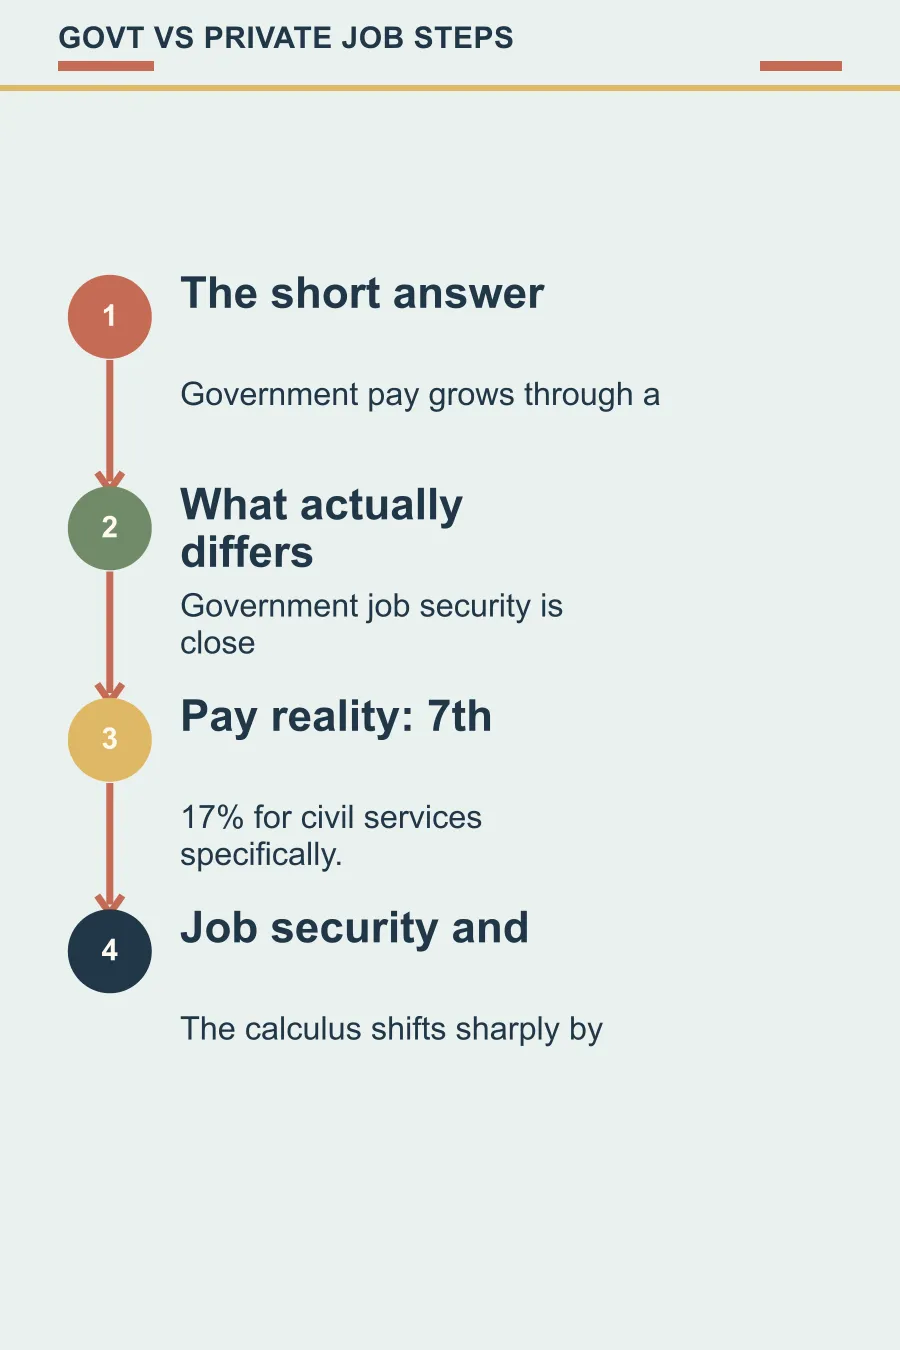 GOVT VS PRIVATE JOB STEPS
1
The short answer
Government pay grows through a
2
What actually
differs
Government job security is
close
3
Pay reality: 7th
17% for civil services
specifically.
4
Job security and
The calculus shifts sharply by